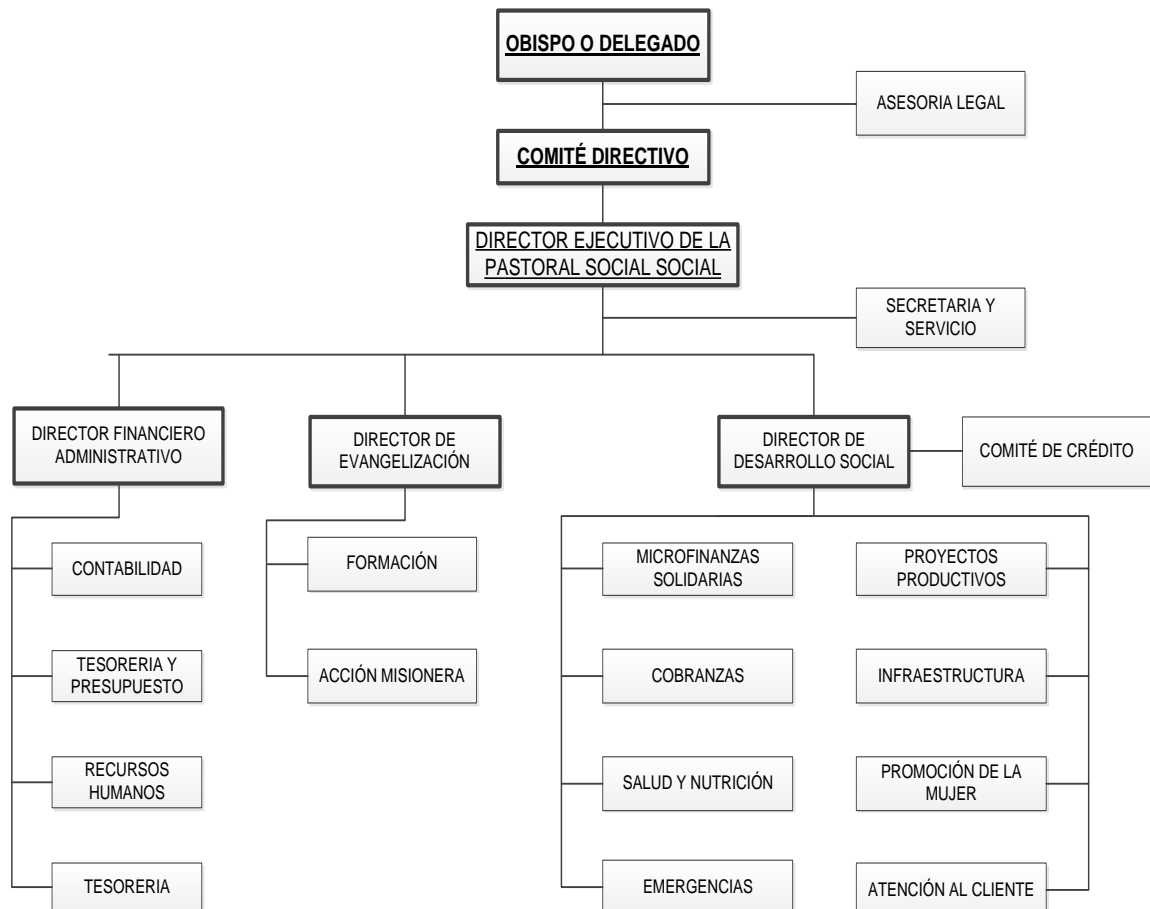 OBISPO O DELEGADO
ASESORIA LEGAL
COMITÉ DIRECTIVO
DIRECTOR EJECUTIVO DE LA
PASTORAL SOCIAL SOCIAL
SECRETARIA Y
SERVICIO
DIRECTOR FINANCIERO
ADMINISTRATIVO
DIRECTOR DE
EVANGELIZACIÓN
DIRECTOR DE
DESARROLLO SOCIAL
COMITÉ DE CRÉDITO
CONTABILIDAD
FORMACIÓN
MICROFINANZAS
SOLIDARIAS
PROYECTOS
PRODUCTIVOS
TESORERIA Y
PRESUPUESTO
ACCIÓN MISIONERA
COBRANZAS
INFRAESTRUCTURA
RECURSOS
HUMANOS
SALUD Y NUTRICIÓN
PROMOCIÓN DE LA
MUJER
TESORERIA
EMERGENCIAS
ATENCIÓN AL CLIENTE